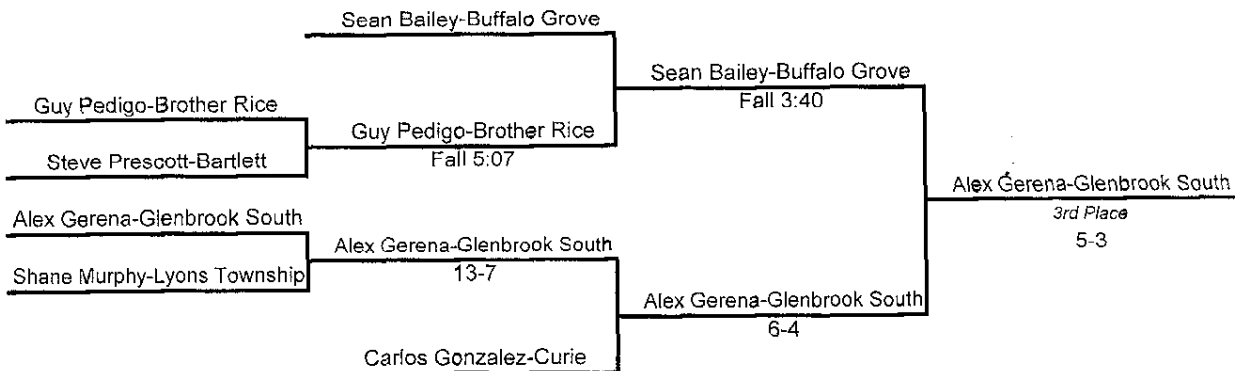 Sean Bailey-Buffalo Grove
Sean Bailey-Buffalo Grove
Fall 3:40
Guy Pedigo-Brother Rice
Guy Pedigo-Brother Rice
Fall 5:07
Steve Prescott-Bartlett
Alex Gerena-Glenbrook South
3rd Place
5-3
Alex Gerena-Glenbrook South
Alex Gerena-Glenbrook South
13-7
Shane Murphy-Lyons Township
Alex Gerena-Glenbrook South
6-4
Carlos Gonzalez-Curie